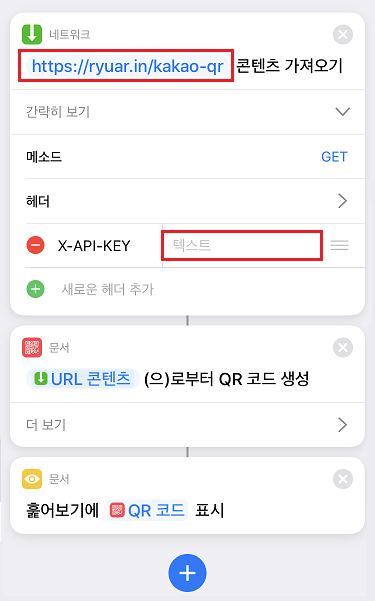 네트워크
https://ryuar.in/kakao-qr 콘텐츠 가져오기
간략히 보기
메소드 GET
헤더
X-API-KEY 텍스트
새로운 헤더 추가
문서
URL 콘텐츠 (으)로부터 QR 코드 생성
더 보기
문서
훑어보기에 QR 코드 표시